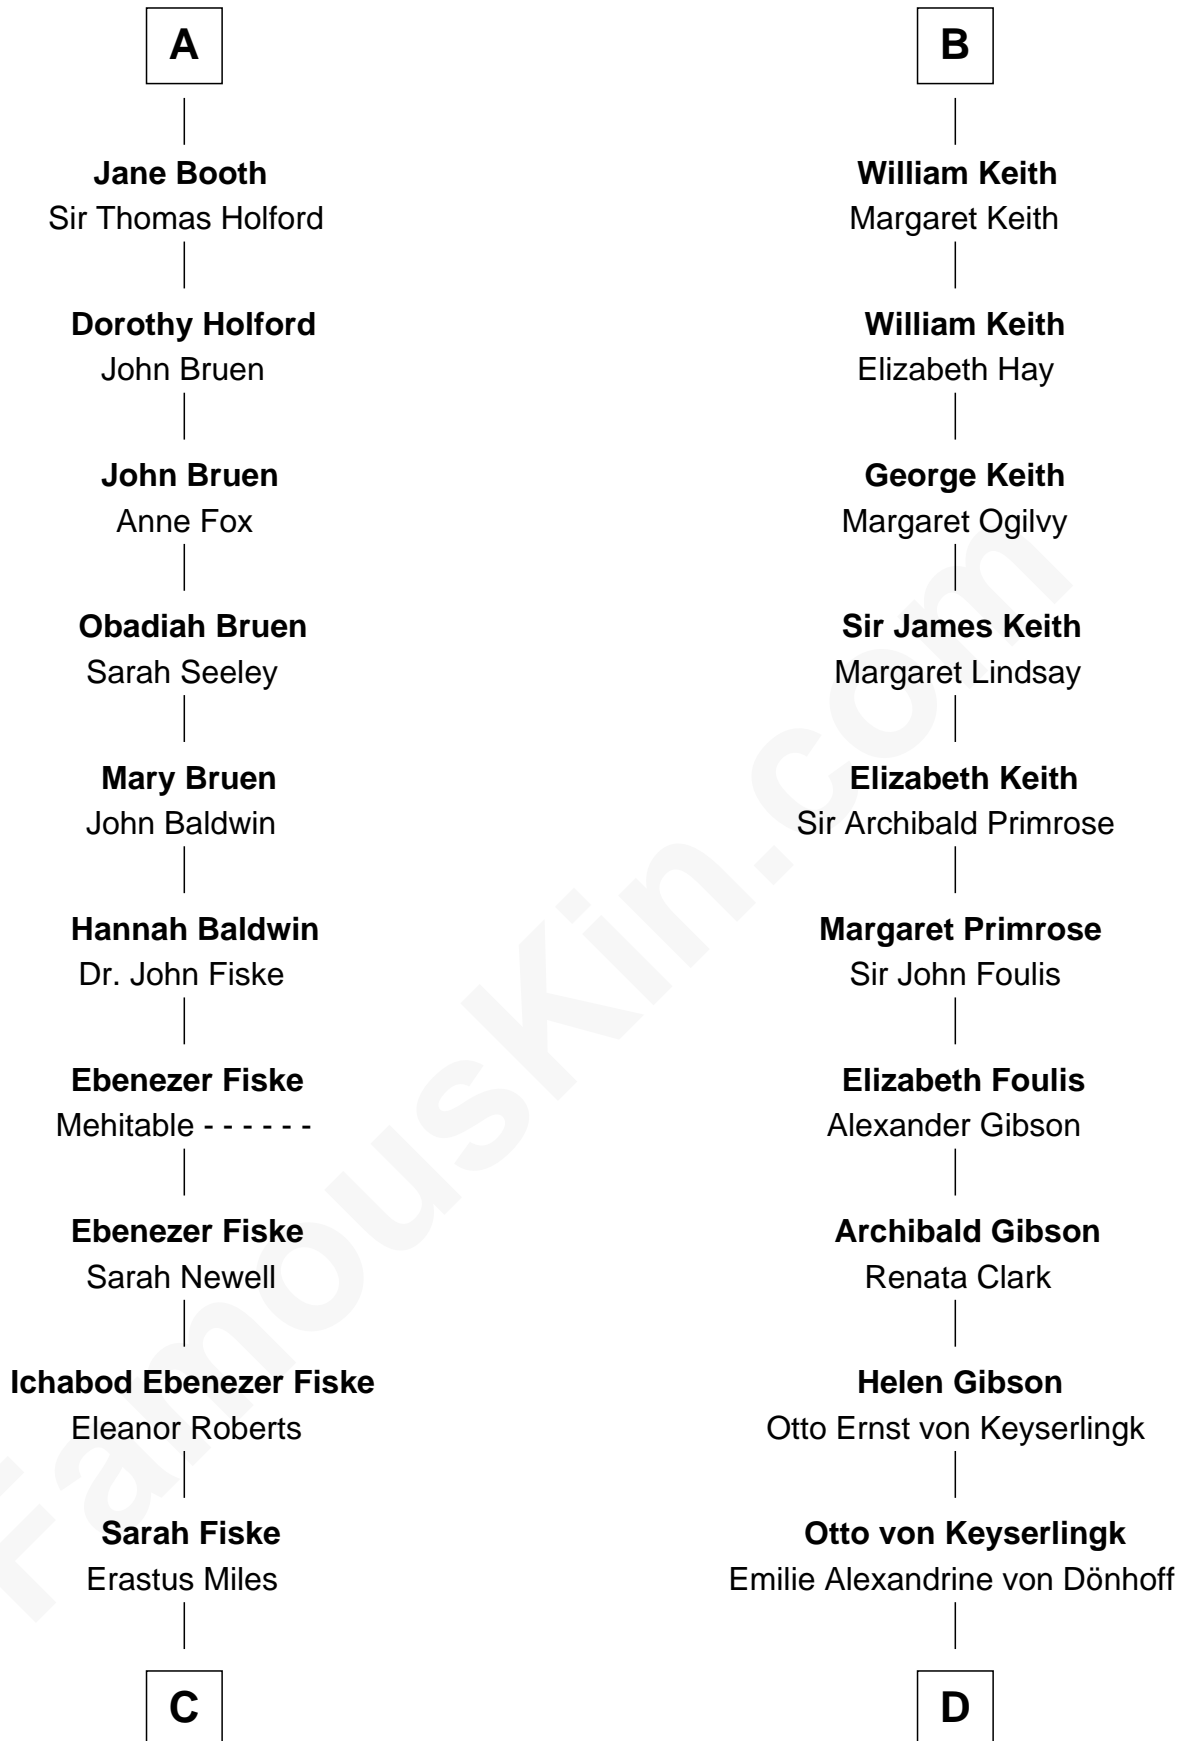 A
Jane Booth
Sir Thomas Holford
Dorothy Holford
John Bruen
John Bruen
Anne Fox
Obadiah Bruen
Sarah Seeley
Mary Bruen
John Baldwin
Hannah Baldwin
Dr. John Fiske
Ebenezer Fiske
Mehitable - - - - - -
Ebenezer Fiske
Sarah Newell
Ichabod Ebenezer Fiske
Eleanor Roberts
Sarah Fiske
Erastus Miles
C
B
William Keith
Margaret Keith
William Keith
Elizabeth Hay
George Keith
Margaret Ogilvy
Sir James Keith
Margaret Lindsay
Elizabeth Keith
Sir Archibald Primrose
Margaret Primrose
Sir John Foulis
Elizabeth Foulis
Alexander Gibson
Archibald Gibson
Renata Clark
Helen Gibson
Otto Ernst von Keyserlingk
Otto von Keyserlingk
Emilie Alexandrine von Dönhoff
D
FamousKin.com